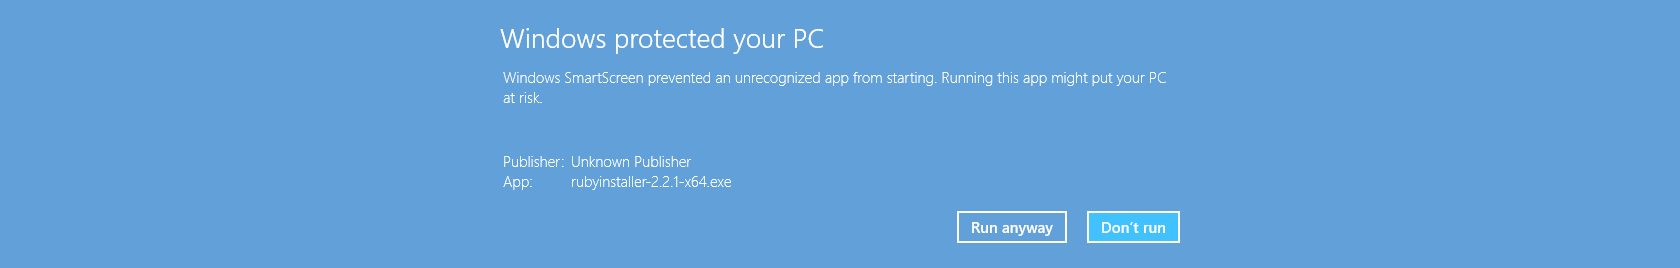 Windows protected your PC
Windows SmartScreen prevented an unrecognized app from starting. Running this app might put your PC
at risk.
Publisher: Unknown Publisher
App: rubyinstaller-2.2.1-x64.exe
Run anyway Don't run